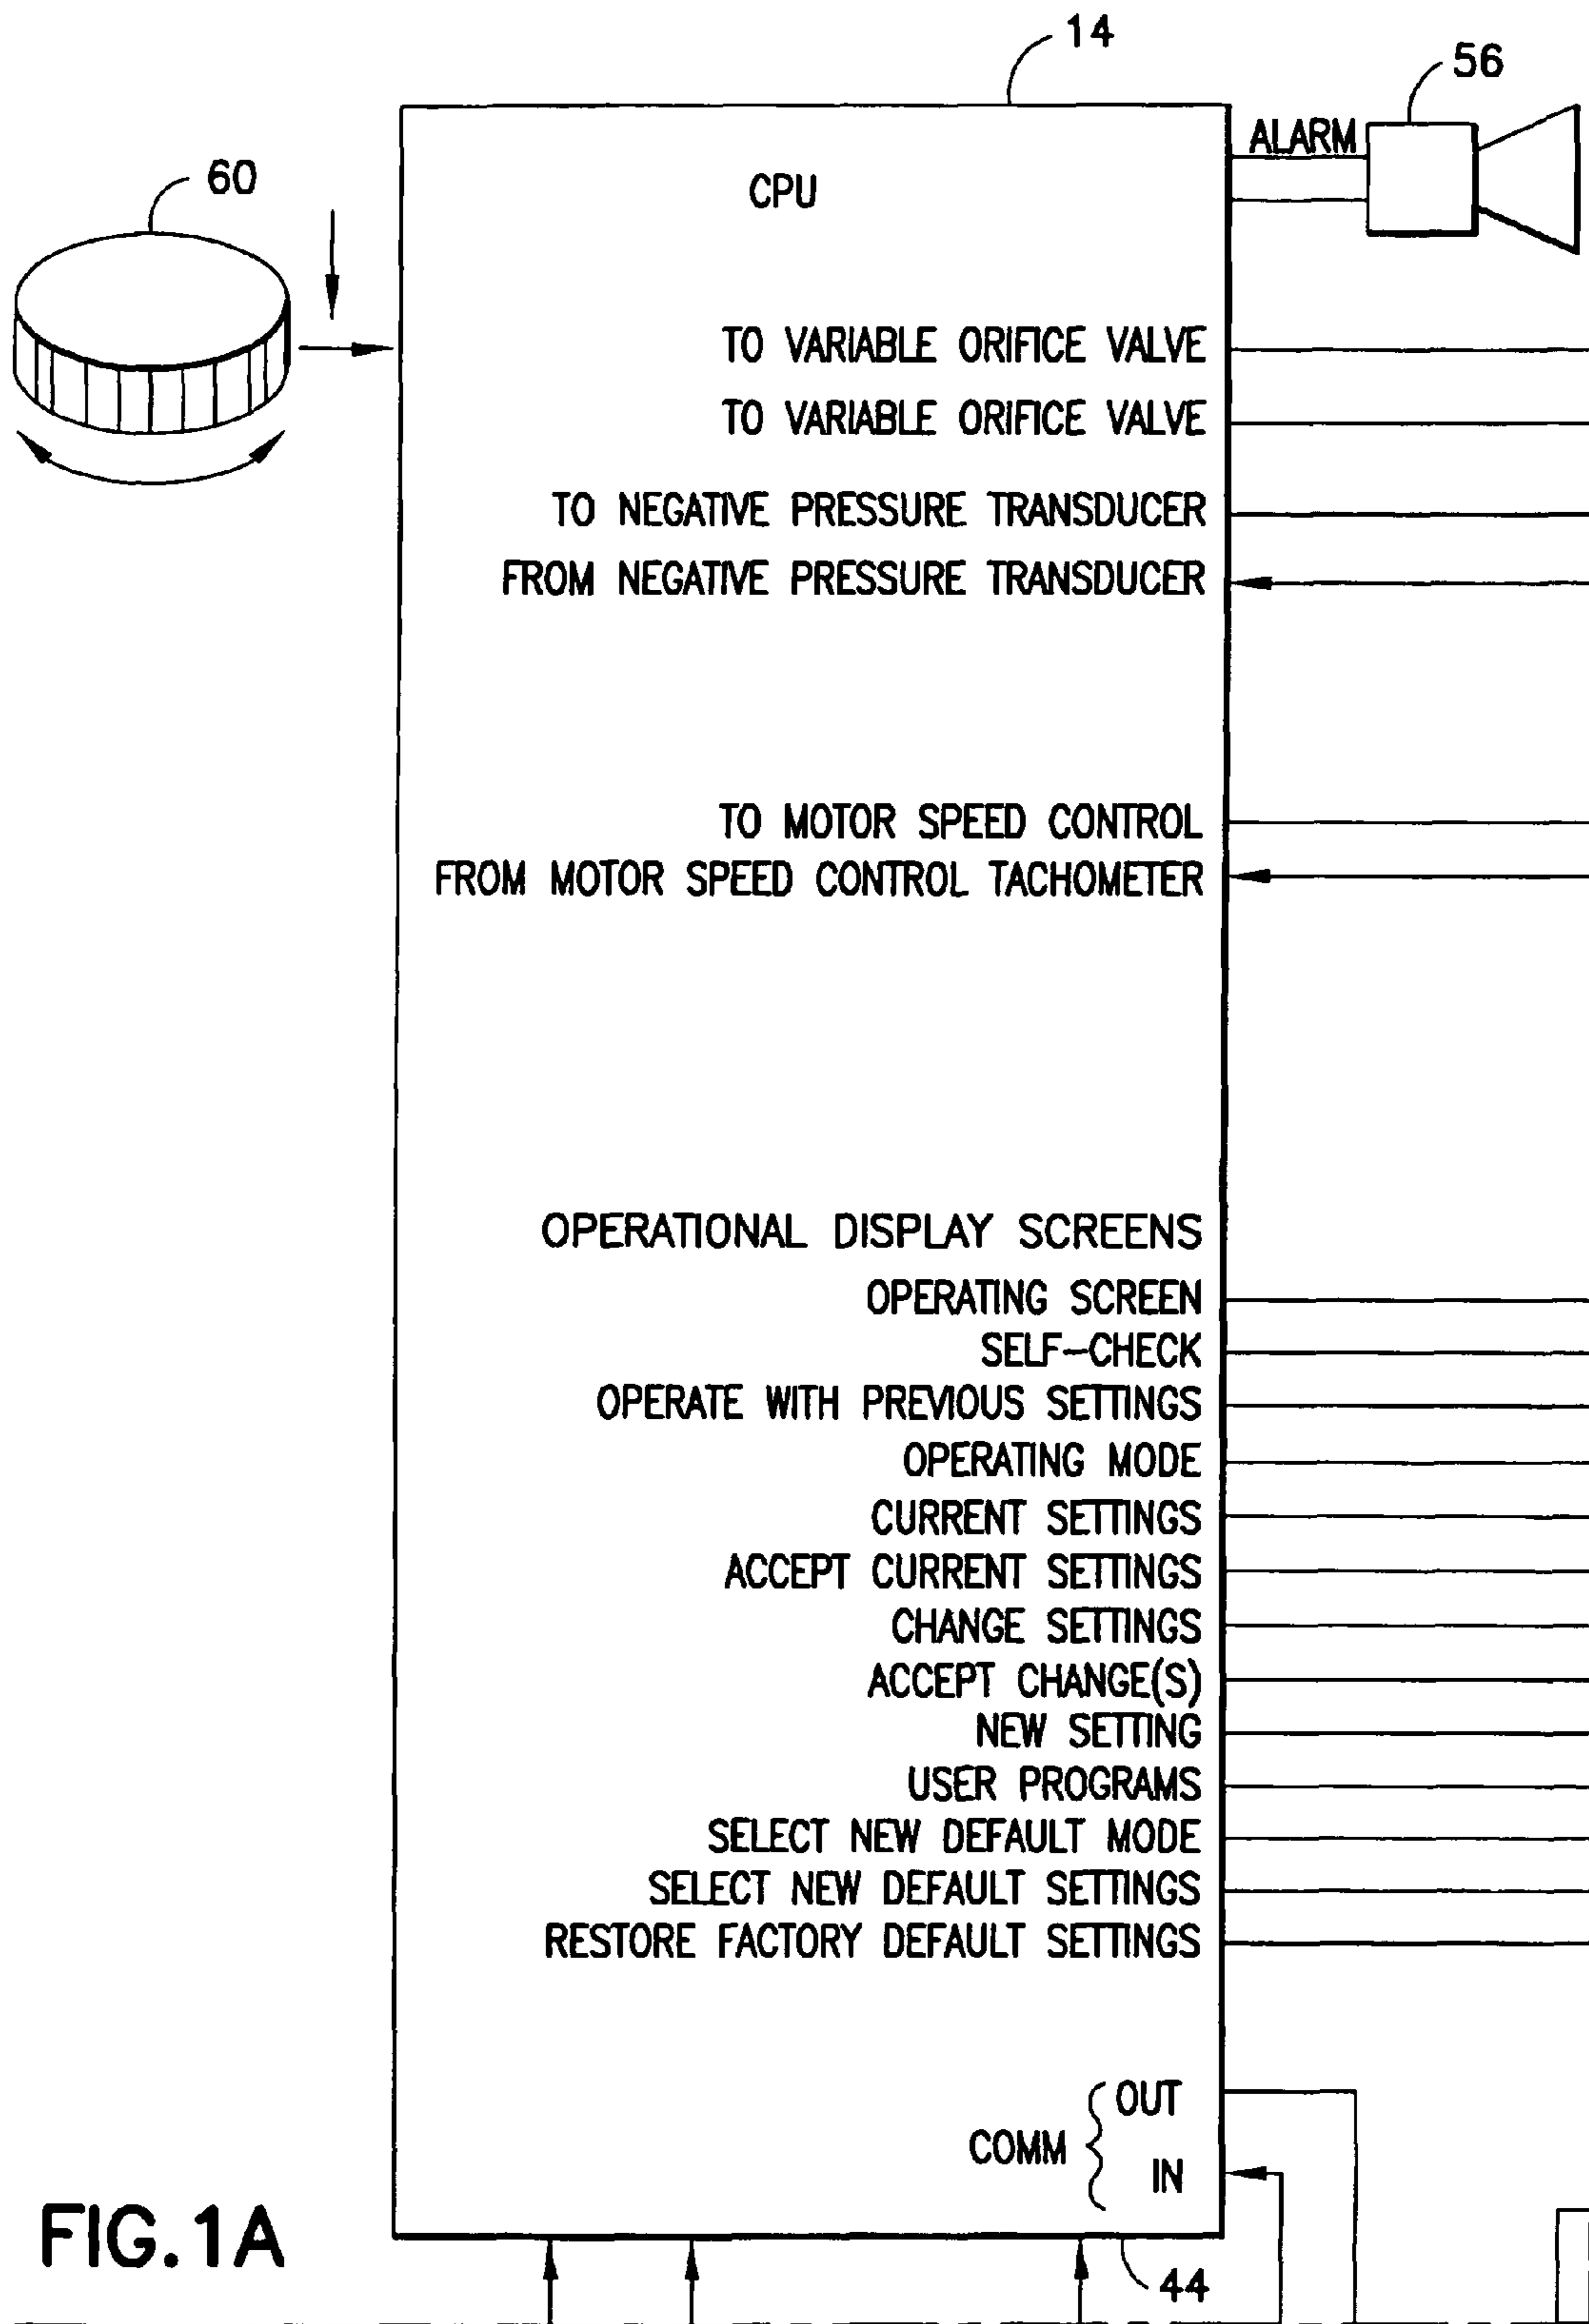 14
56
ALARM
60
CPU
TO VARIABLE ORIFICE VALVE
TO VARIABLE ORIFICE VALVE
TO NEGATIVE PRESSURE TRANSDUCER
FROM NEGATIVE PRESSURE TRANSDUCER
TO MOTOR SPEED CONTROL
FROM MOTOR SPEED CONTROL TACHOMETER
OPERATIONAL DISPLAY SCREENS
OPERATING SCREEN
SELF-CHECK
OPERATE WITH PREVIOUS SETTINGS
OPERATING MODE
CURRENT SETTINGS
ACCEPT CURRENT SETTINGS
CHANGE SETTINGS
ACCEPT CHANGE(S)
NEW SETTING
USER PROGRAMS
SELECT NEW DEFAULT MODE
SELECT NEW DEFAULT SETTINGS
RESTORE FACTORY DEFAULT SETTINGS
OUT
COMM
IN
FIG.1A
44